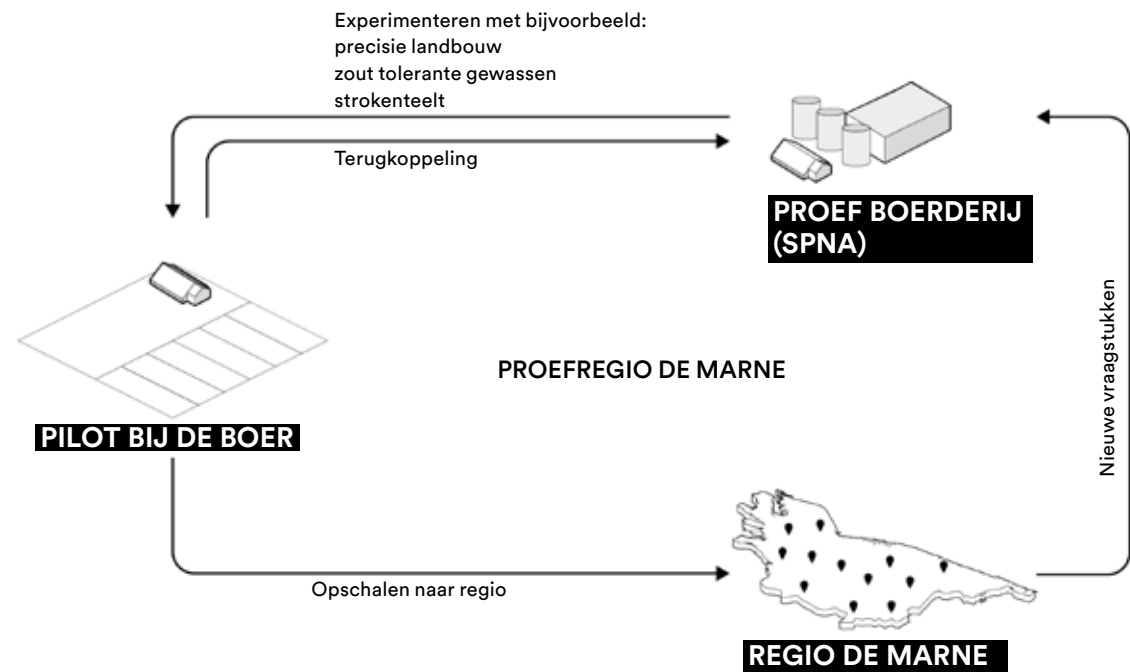 Experimenteren met bijvoorbeeld:
precisie landbouw
zout tolerante gewassen
strokenteelt
Terugkoppeling
PROEF BOERDERIJ
(SPNA)
Nieuwe vraagstukken
PROEFREGIO DE MARNE
PILOT BIJ DE BOER
Opschalen naar regio
REGIO DE MARNE